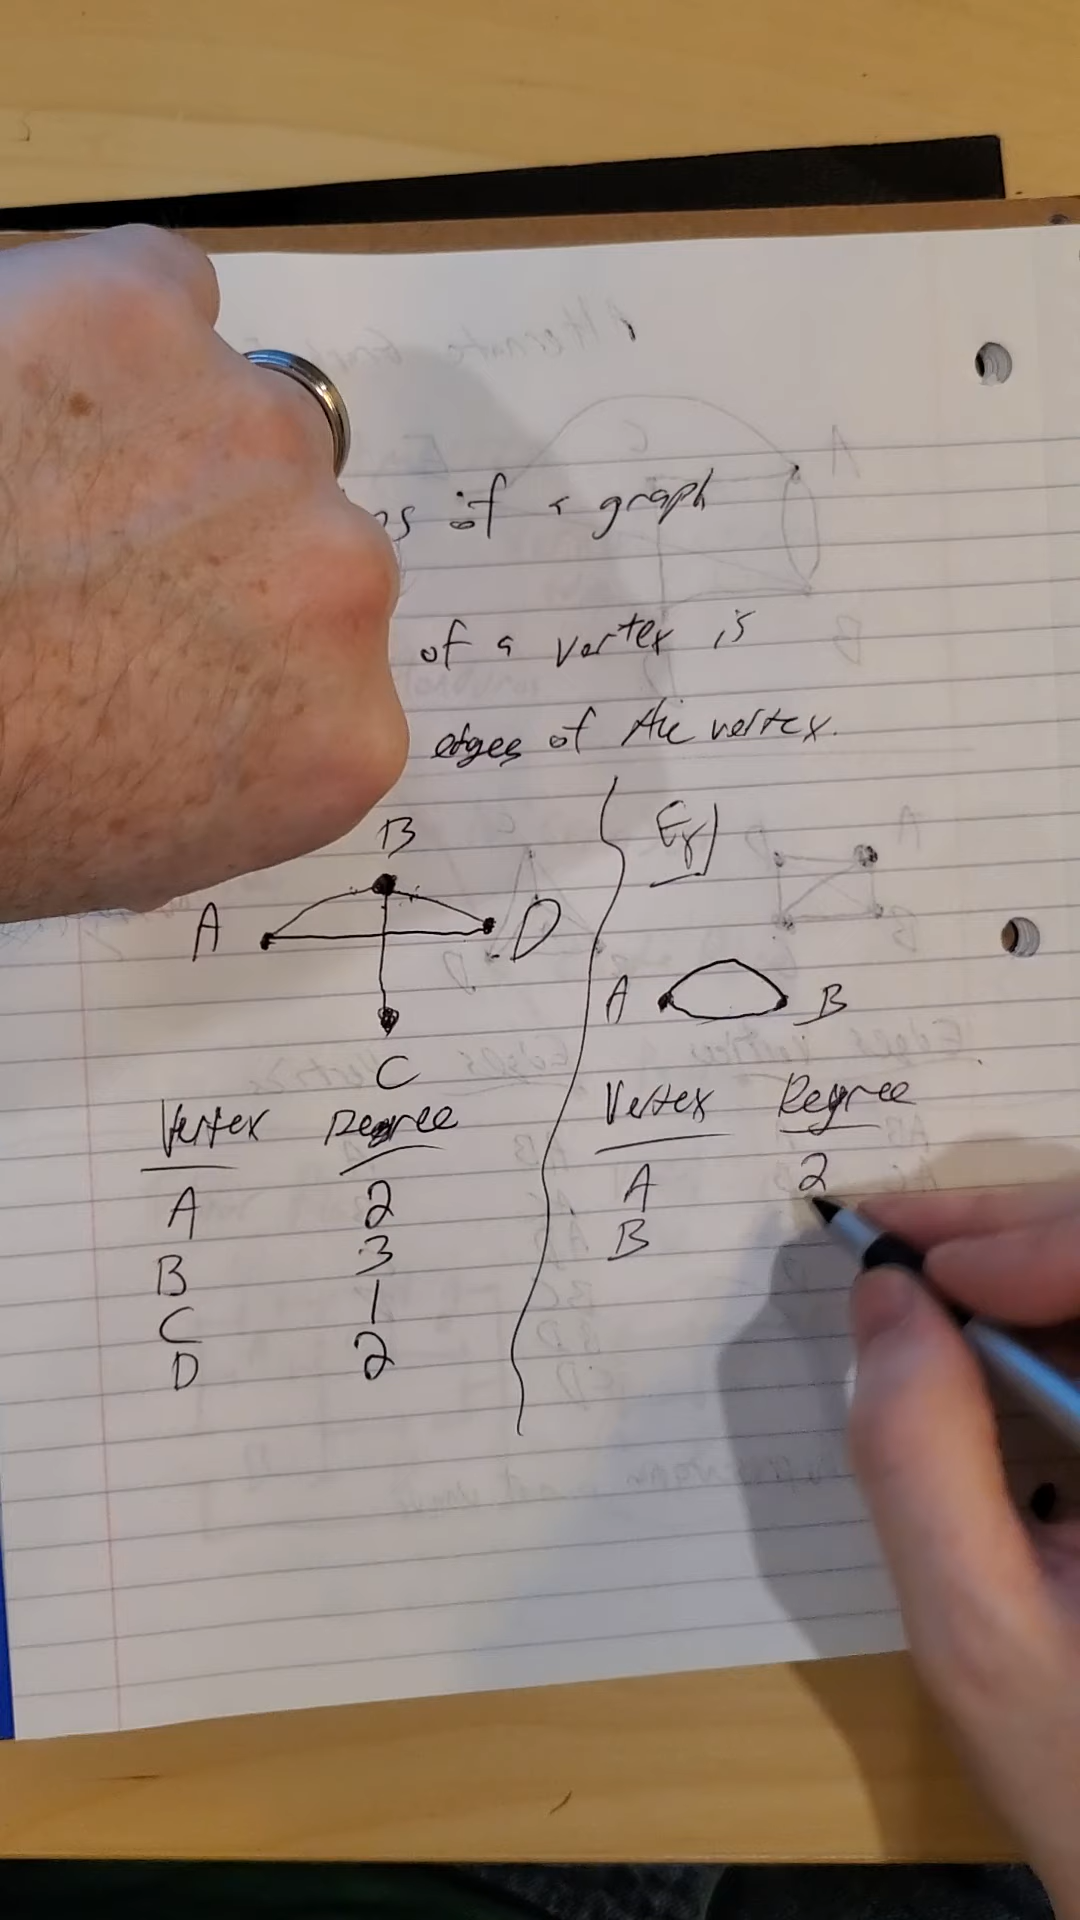 of a graph
of a vertex is
edges of the vertex.
B
A D
C
Vertex Degree
A 2
B 3
C 1
D 2
Ex)
A B
Vertex Degree
A 2
B